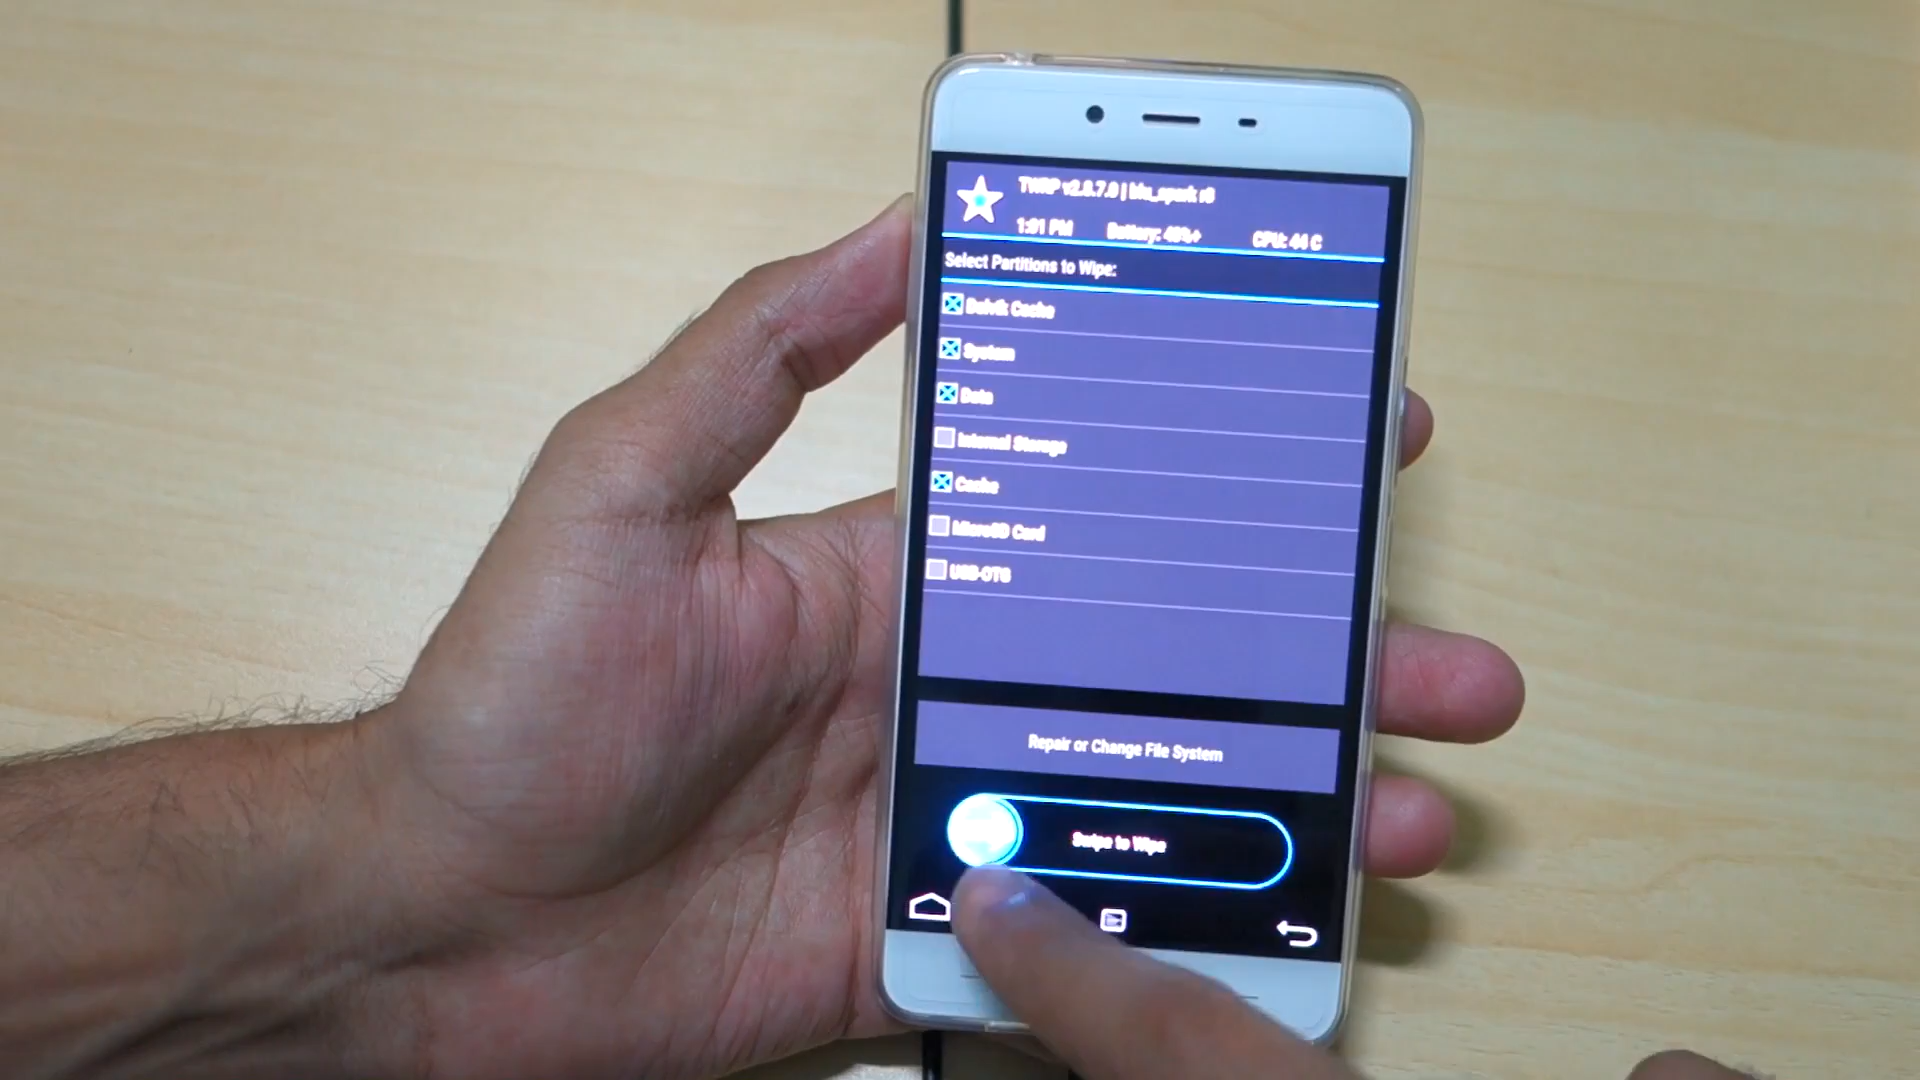 TWRP v2.8.7.0 | blu_spark r8
1:01 PM Battery: 48%+ CPU: 44 C
Select Partitions to Wipe:
Dalvik Cache
System
Data
Internal Storage
Cache
MicroSD Card
USB-OTG
Repair or Change File System
Swipe to Wipe